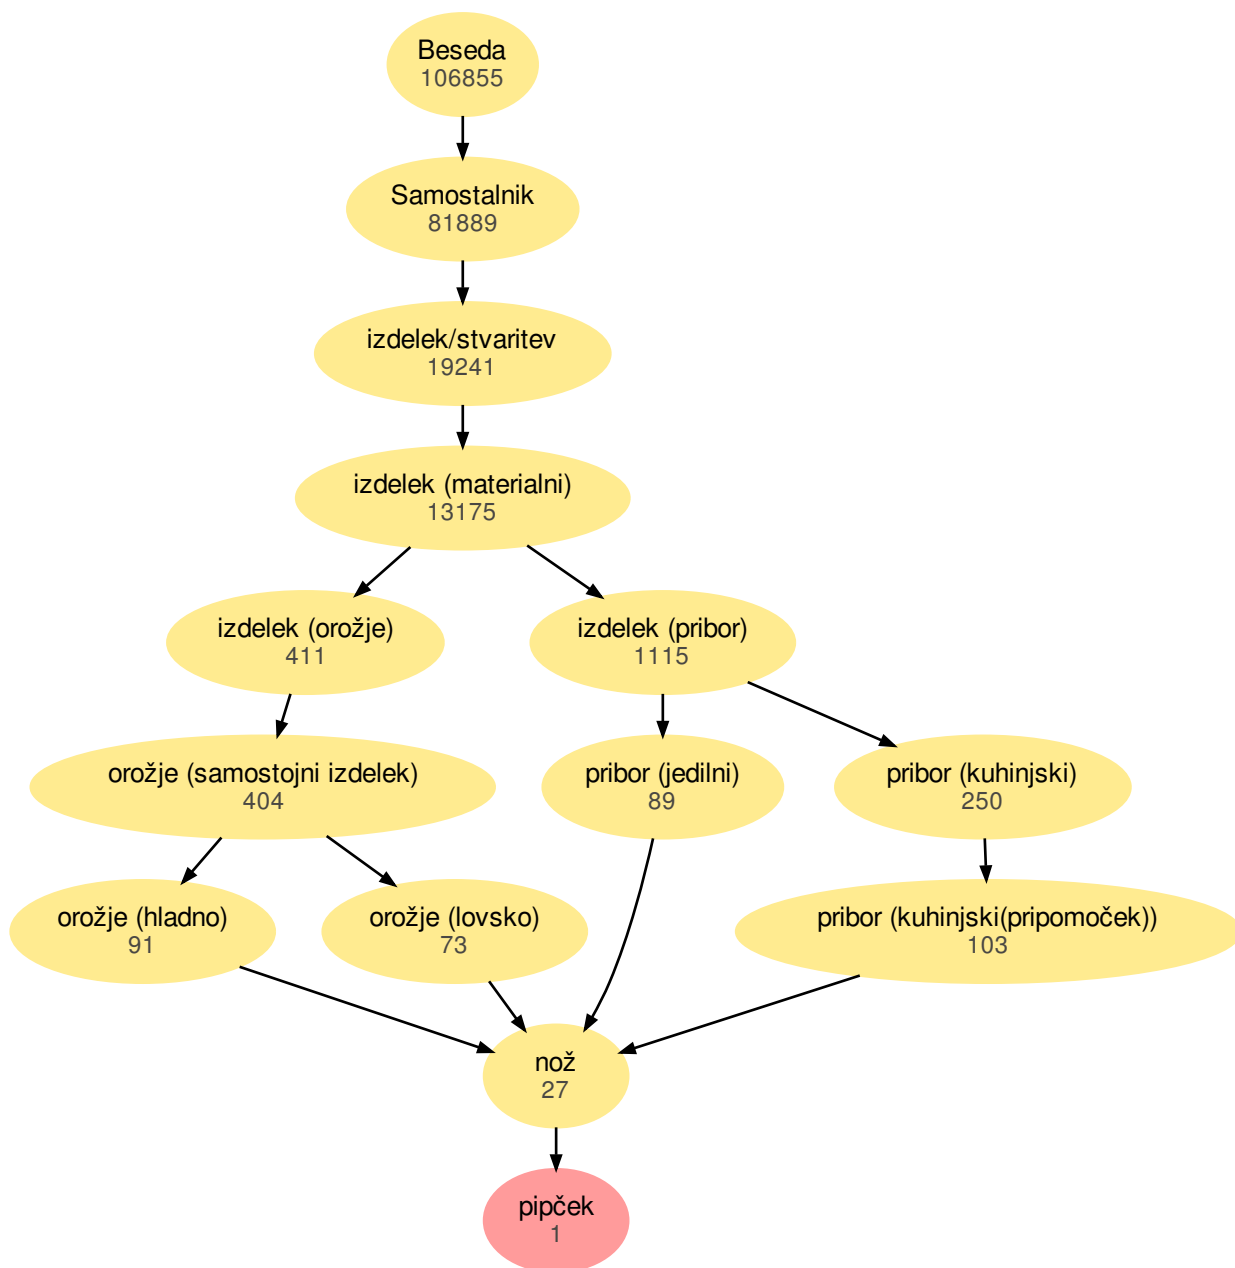 Beseda
106855
Samostalnik
81889
izdelek/stvaritev
19241
izdelek (materialni)
13175
izdelek (orožje)
411
izdelek (pribor)
1115
orožje (samostojni izdelek)
404
pribor (jedilni)
89
pribor (kuhinjski)
250
orožje (hladno)
91
orožje (lovsko)
73
pribor (kuhinjski(pripomoček))
103
nož
27
pipček
1